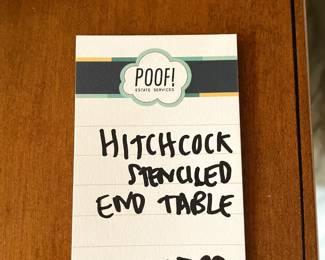 POOF!
ESTATE SERVICES
HITCHCOCK
STENCILED
END TABLE